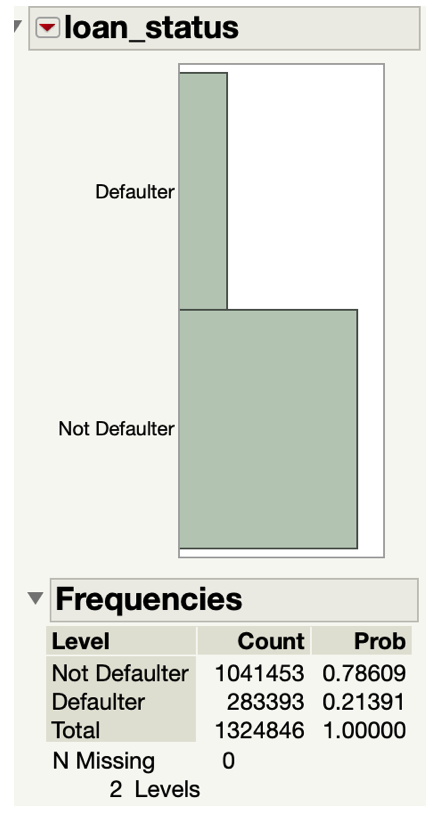 loan_status
Defaulter
Not Defaulter
Frequencies
Level Count Prob
Not Defaulter 1041453 0.78609
Defaulter 283393 0.21391
Total 1324846 1.00000
N Missing 0
2 Levels